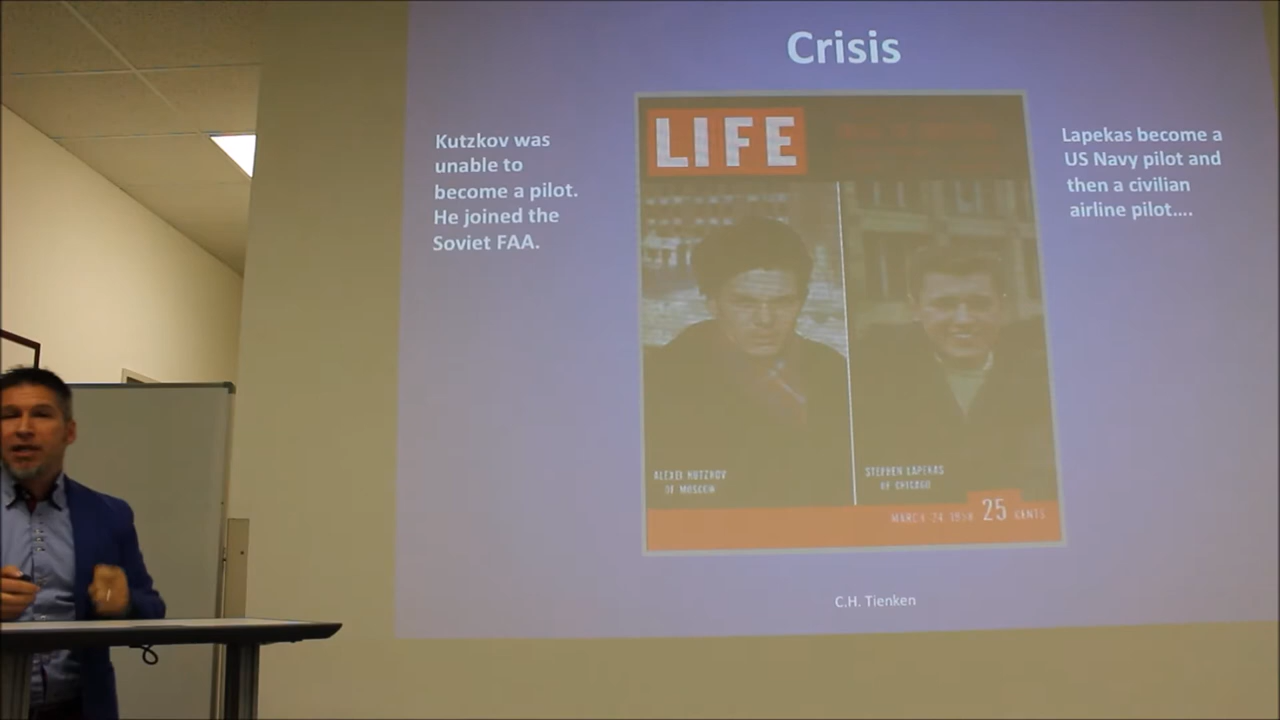 Crisis
Kutzkov was
unable to
become a pilot.
He joined the
Soviet FAA.
LIFE
ALEXEI KUTZKOV
OF MOSCOW
STEPHEN LAPEKAS
OF CHICAGO
MARCH 24 1958 25 CENTS
Lapekas become a
US Navy pilot and
then a civilian
airline pilot....
C.H. Tienken